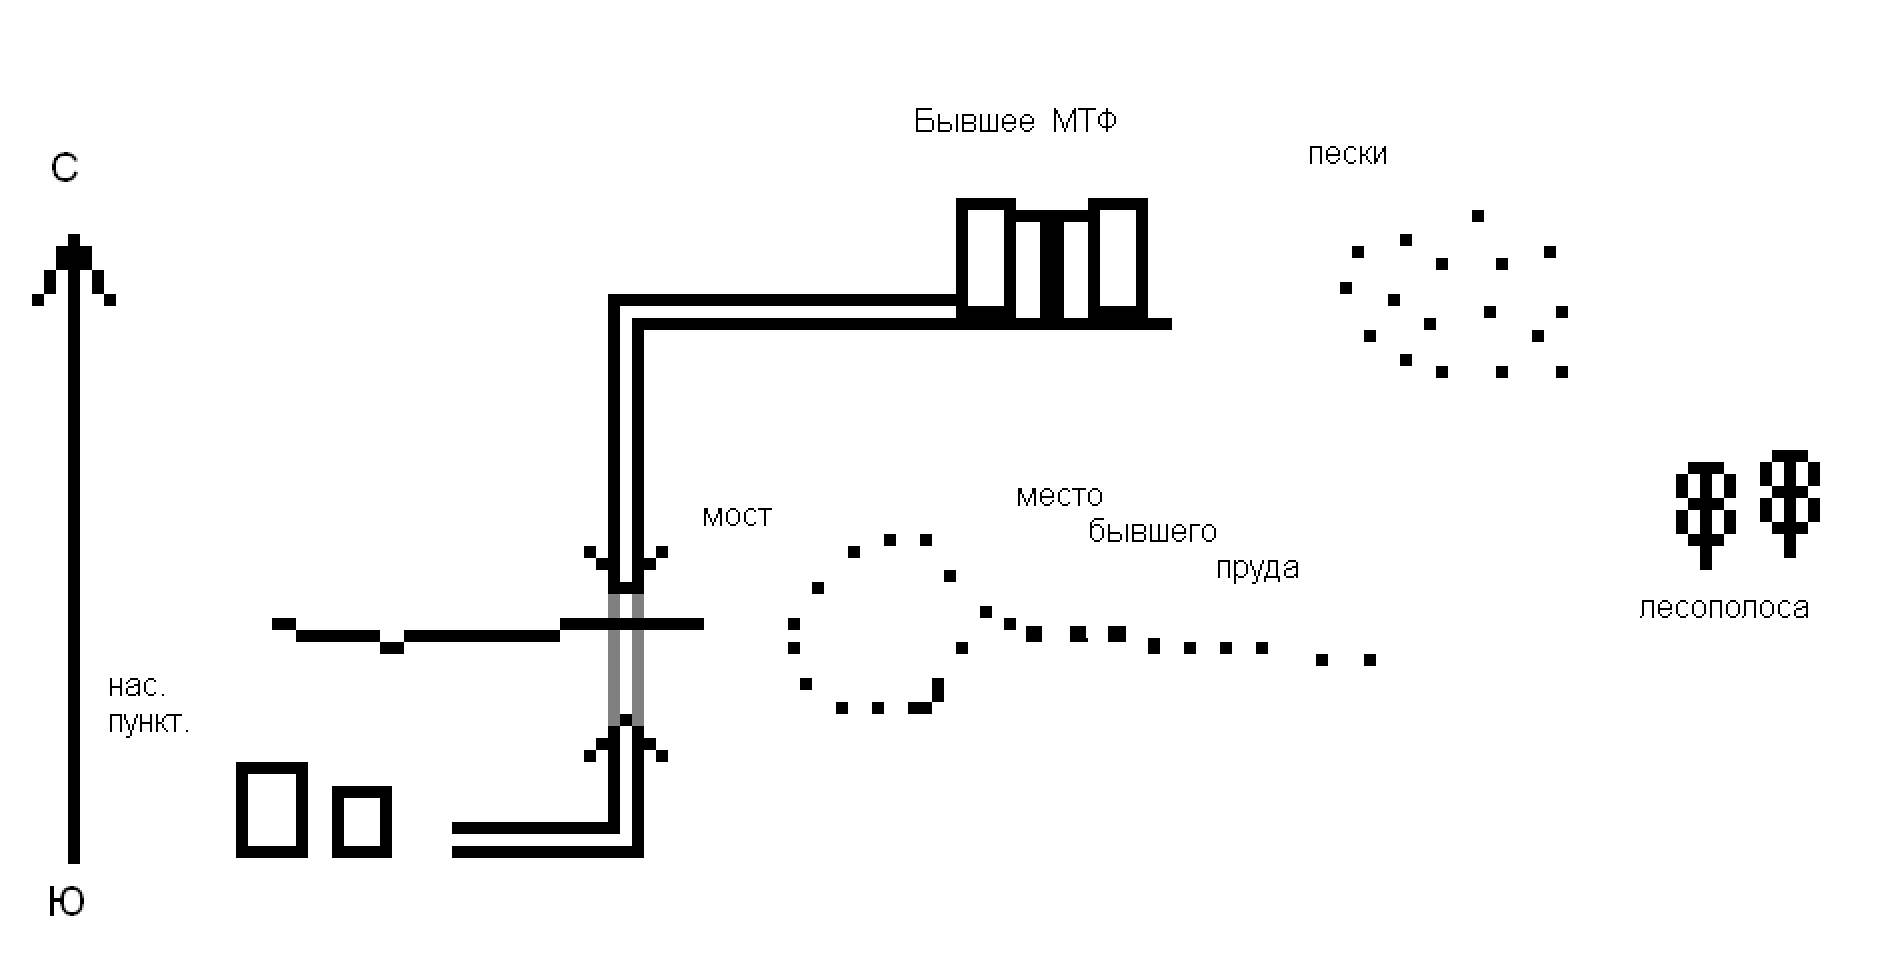 Бывшее МТФ
пески
С
мост
место
бывшего
пруда
лесополоса
нас.
пункт.
Ю